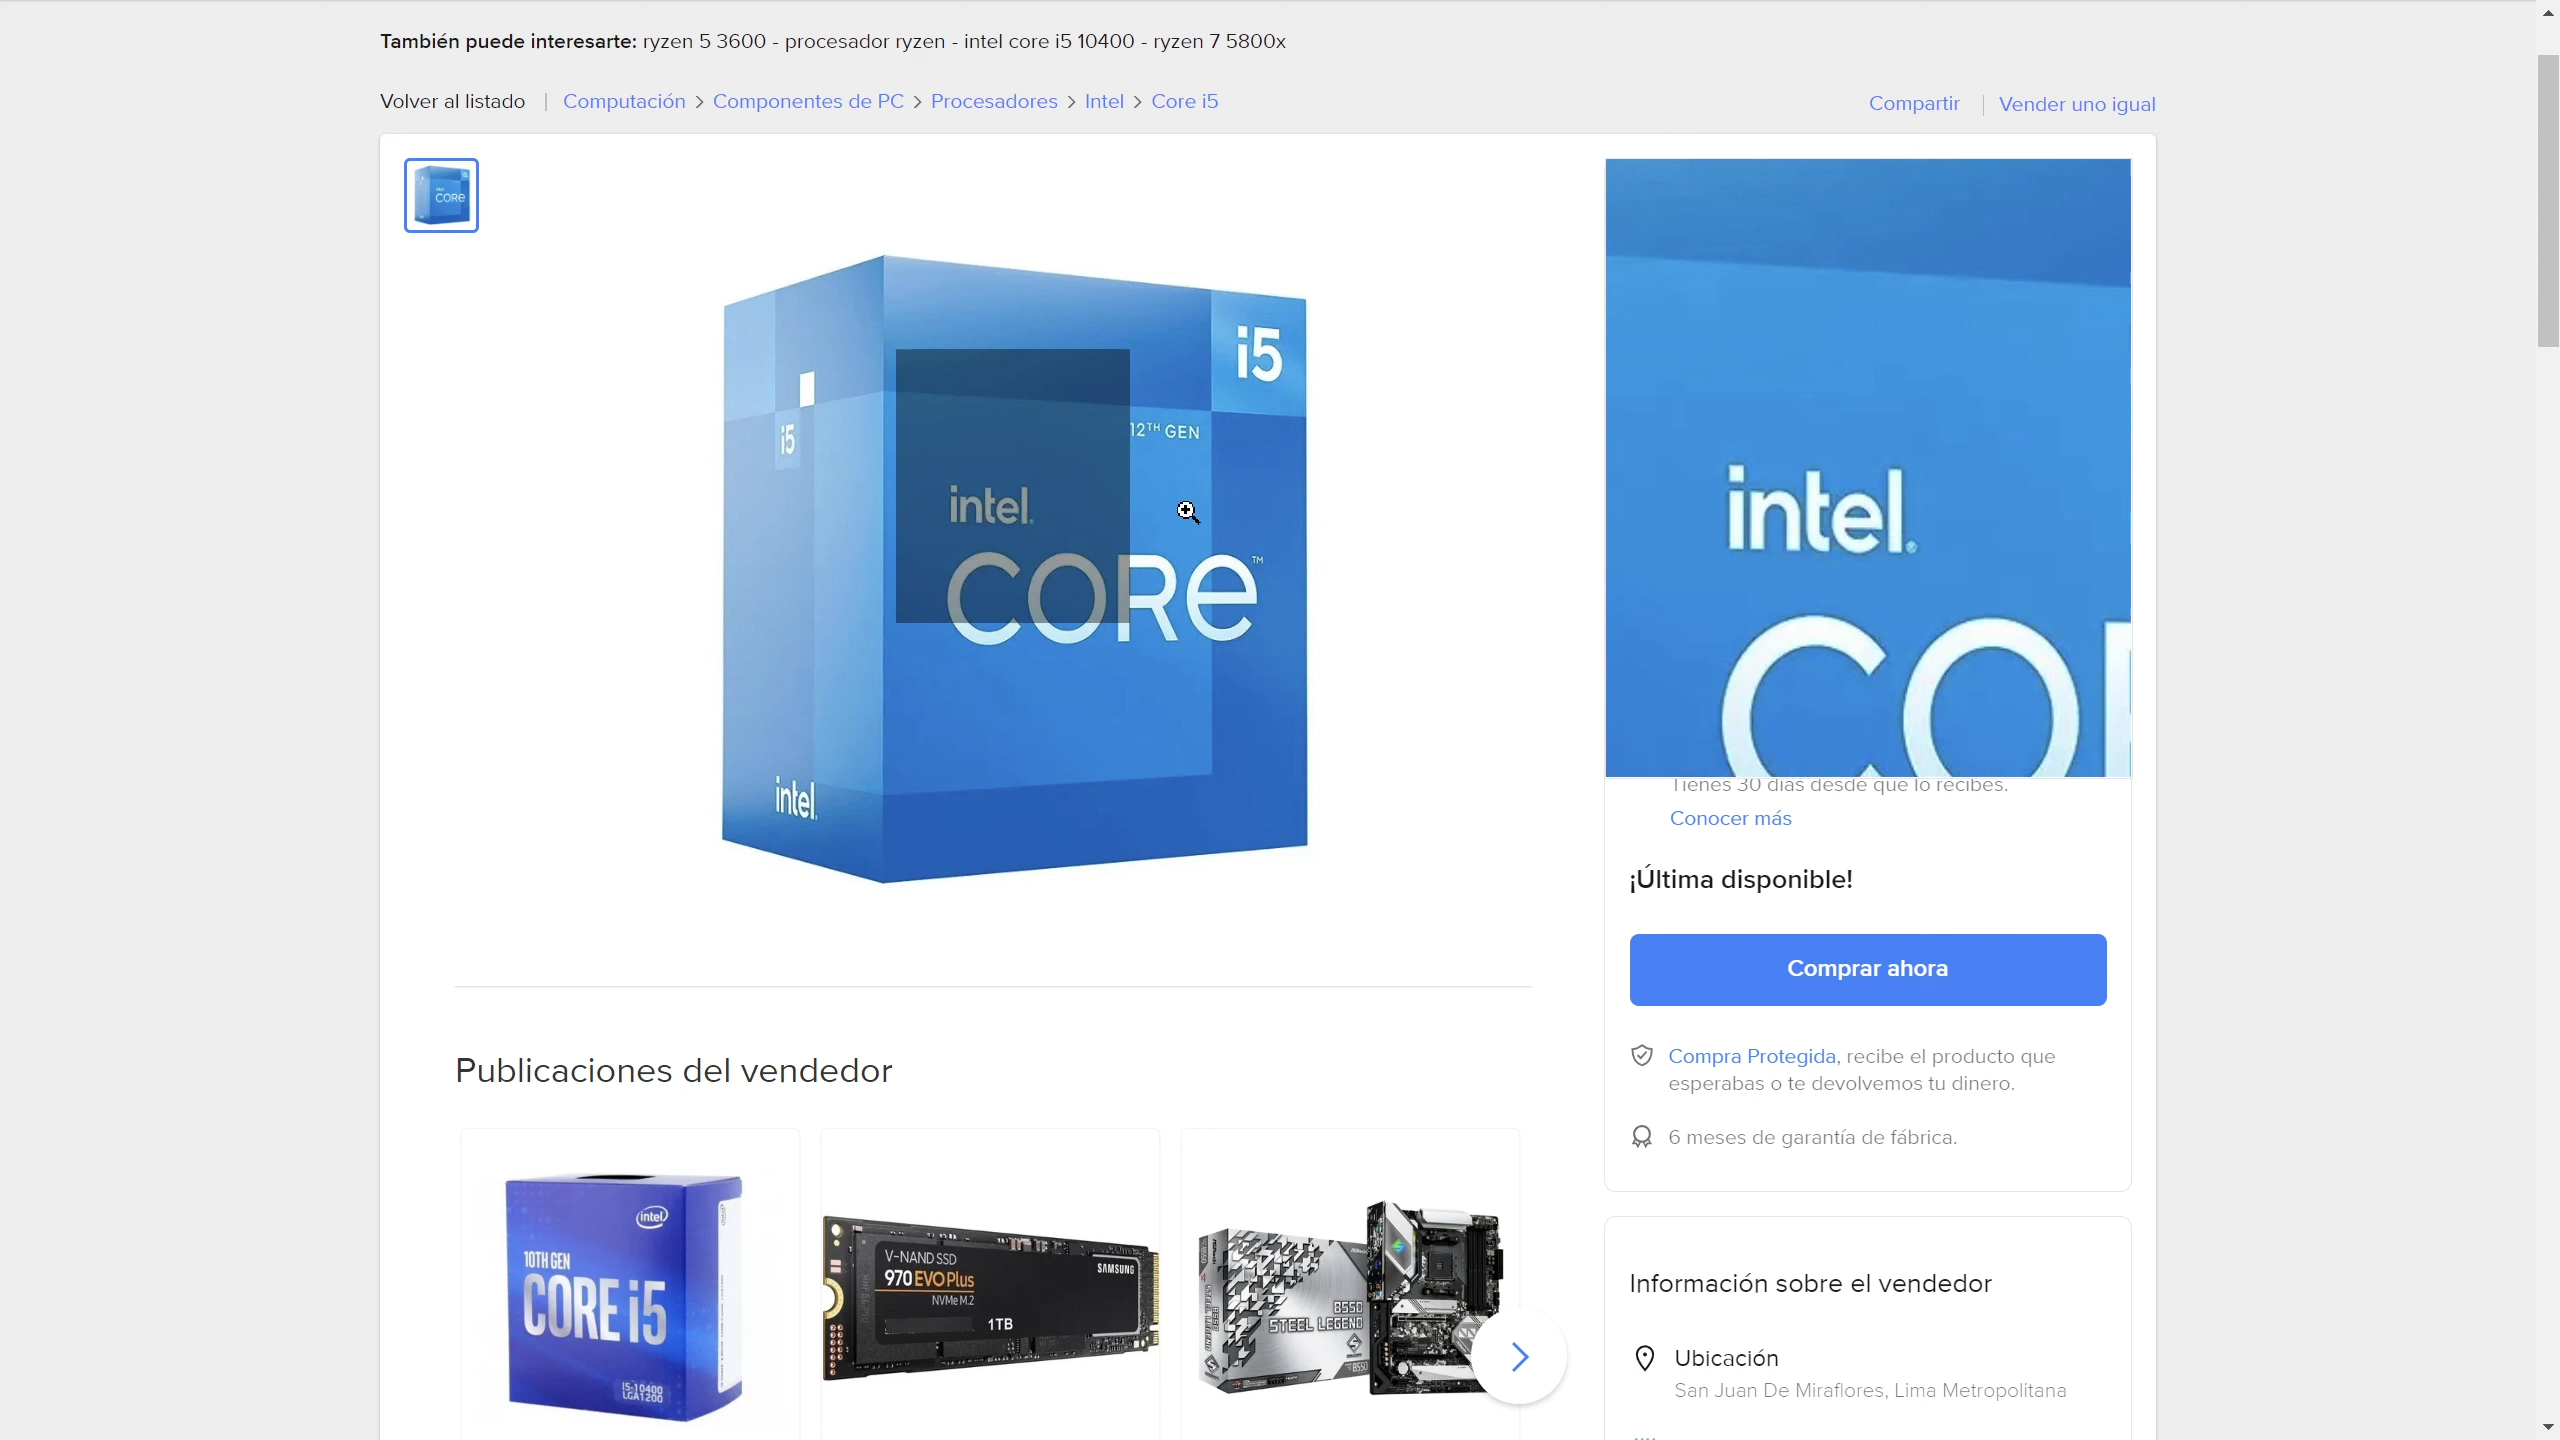 También puede interesarte: ryzen 5 3600 - procesador ryzen - intel core i5 10400 - ryzen 7 5800x
Volver al listado | Computación > Componentes de PC > Procesadores > Intel > Core i5
Compartir | Vender uno igual
CORe
i5
12TH GEN
i5
intel.
CORe™
intel.
intel.
CO
Tienes 30 días desde que lo recibes.
Conocer más
¡Última disponible!
Comprar ahora
Compra Protegida, recibe el producto que
esperabas o te devolvemos tu dinero.
6 meses de garantía de fábrica.
Publicaciones del vendedor
intel
10TH GEN
CORE i5
i5-10400
LGA1200
V-NAND SSD
970 EVO Plus
NVMe M.2
SAMSUNG
1TB
B550
STEEL LEGEND
B550
Información sobre el vendedor
Ubicación
San Juan De Miraflores, Lima Metropolitana